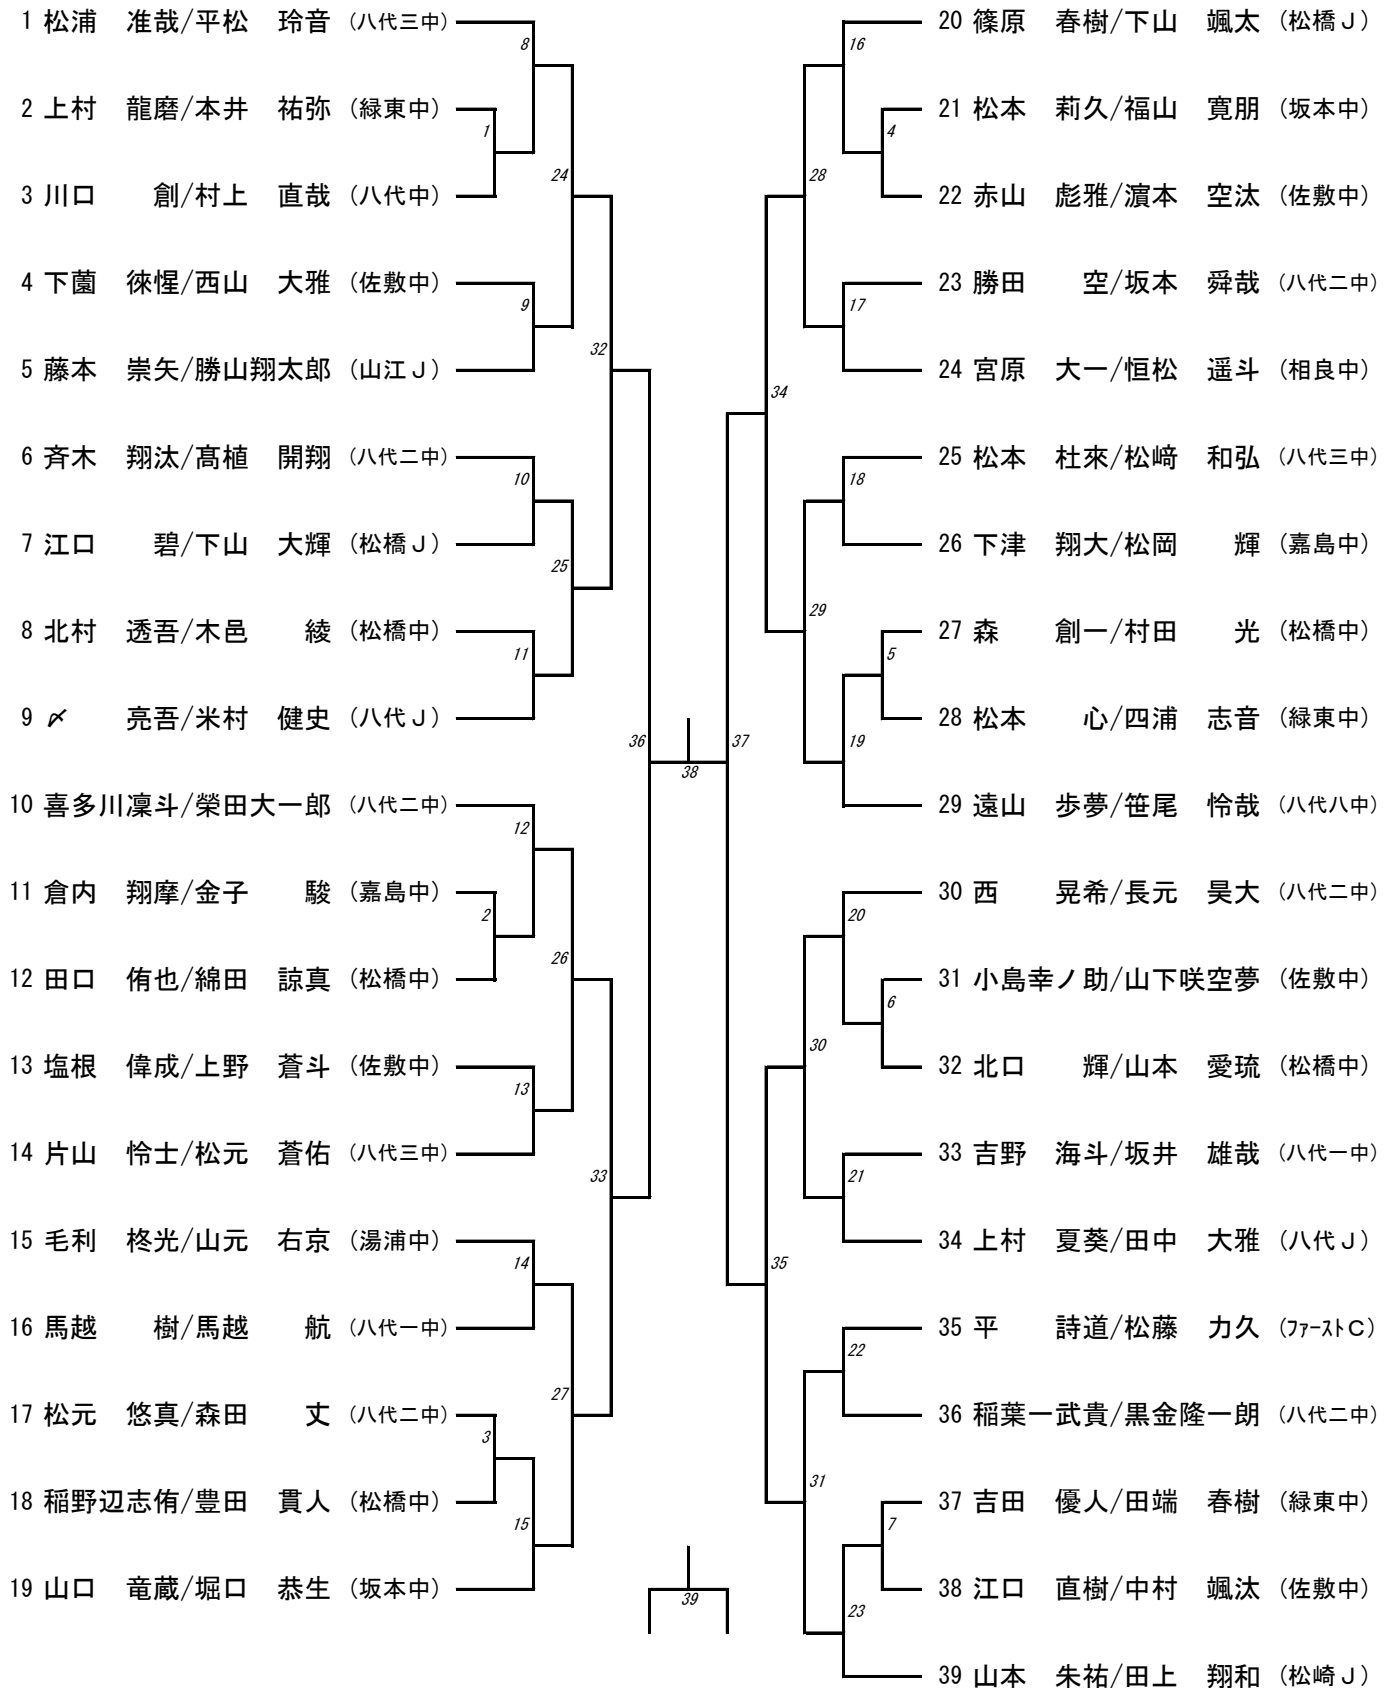 1 松浦　准哉/平松　玲音 (八代三中)
8
2 上村　龍磨/本井　祐弥 (緑東中)
1
3 川口　　創/村上　直哉 (八代中)
24
4 下薗　徠惺/西山　大雅 (佐敷中)
9
5 藤本　崇矢/勝山翔太郎 (山江Ｊ)
32
6 斉木　翔汰/髙植　開翔 (八代二中)
10
7 江口　　碧/下山　大輝 (松橋Ｊ)
25
8 北村　透吾/木邑　　綾 (松橋中)
11
9 〆　　亮吾/米村　健史 (八代Ｊ)
36
10 喜多川凜斗/榮田大一郎 (八代二中)
12
11 倉内　翔摩/金子　　駿 (嘉島中)
2
12 田口　侑也/綿田　諒真 (松橋中)
26
13 塩根　偉成/上野　蒼斗 (佐敷中)
13
14 片山　怜士/松元　蒼佑 (八代三中)
33
15 毛利　柊光/山元　右京 (湯浦中)
14
16 馬越　　樹/馬越　　航 (八代一中)
27
17 松元　悠真/森田　　丈 (八代二中)
3
18 稲野辺志侑/豊田　貫人 (松橋中)
15
19 山口　竜蔵/堀口　恭生 (坂本中)
38
39
20 篠原　春樹/下山　颯太 (松橋Ｊ)
16
21 松本　莉久/福山　寛朋 (坂本中)
4
22 赤山　彪雅/濵本　空汰 (佐敷中)
28
23 勝田　　空/坂本　舜哉 (八代二中)
17
24 宮原　大一/恒松　遥斗 (相良中)
34
25 松本　杜來/松﨑　和弘 (八代三中)
18
26 下津　翔大/松岡　　輝 (嘉島中)
29
27 森　　創一/村田　　光 (松橋中)
5
28 松本　　心/四浦　志音 (緑東中)
19
29 遠山　歩夢/笹尾　怜哉 (八代八中)
37
30 西　　晃希/長元　昊大 (八代二中)
20
31 小島幸ノ助/山下咲空夢 (佐敷中)
6
32 北口　　輝/山本　愛琉 (松橋中)
30
33 吉野　海斗/坂井　雄哉 (八代一中)
21
34 上村　夏葵/田中　大雅 (八代Ｊ)
35
35 平　　詩道/松藤　力久 (ﾌｧｰｽﾄＣ)
22
36 稲葉一武貴/黒金隆一朗 (八代二中)
31
37 吉田　優人/田端　春樹 (緑東中)
7
38 江口　直樹/中村　颯汰 (佐敷中)
23
39 山本　朱祐/田上　翔和 (松崎Ｊ)